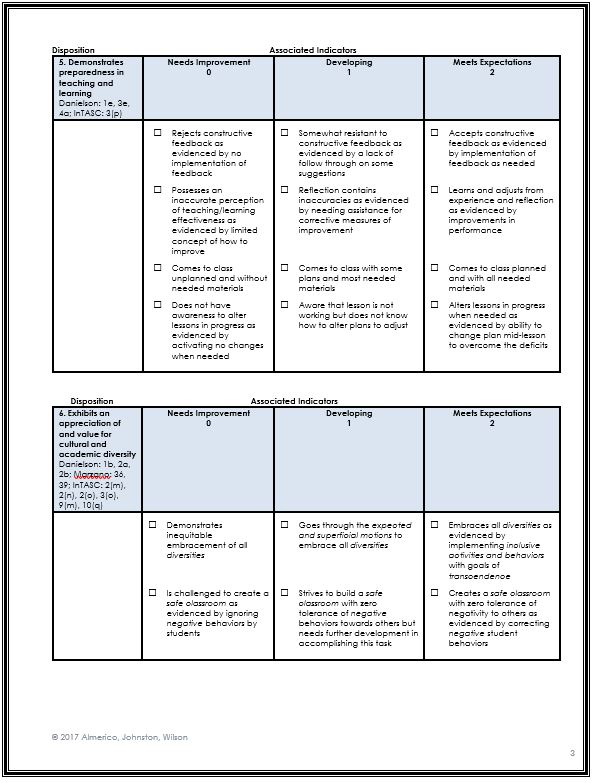 Disposition Associated Indicators
5. Demonstrates
preparedness in
teaching and
learning
Danielson: 1e, 3e,
4a; InTASC: 3(p)
Needs Improvement
0
Developing
1
Meets Expectations
2
☐ Rejects constructive
feedback as
evidenced by no
implementation of
feedback
☐ Somewhat resistant to
constructive feedback as
evidenced by a lack of
follow through on some
suggestions
☐ Accepts constructive
feedback as evidenced
by implementation of
feedback as needed
☐ Possesses an
inaccurate perception
of teaching/learning
effectiveness as
evidenced by limited
concept of how to
improve
☐ Reflection contains
inaccuracies as evidenced
by needing assistance for
corrective measures of
improvement
☐ Learns and adjusts from
experience and reflection
as evidenced by
improvements in
performance
☐ Comes to class
unplanned and without
needed materials
☐ Comes to class with some
plans and most needed
materials
☐ Comes to class planned
and with all needed
materials
☐ Does not have
awareness to alter
lessons in progress as
evidenced by
activating no changes
when needed
☐ Aware that lesson is not
working but does not know
how to alter plans to adjust
☐ Alters lessons in progress
when needed as
evidenced by ability to
change plan mid-lesson
to overcome the deficits
Disposition Associated Indicators
6. Exhibits an
appreciation of
and value for
cultural and
academic diversity
Danielson: 1b, 2a,
2b; Marzano: 36,
39; InTASC: 2(m),
2(n), 2(o), 3(o),
9(m), 10(q)
Needs Improvement
0
Developing
1
Meets Expectations
2
☐ Demonstrates
inequitable
embracement of all
diversities
☐ Goes through the expected
and superficial motions to
embrace all diversities
☐ Embraces all diversities as
evidenced by
implementing inclusive
activities and behaviors
with goals of
transcendence
☐ Is challenged to create a
safe classroom as
evidenced by ignoring
negative behaviors by
students
☐ Strives to build a safe
classroom with zero
tolerance of negative
behaviors towards others but
needs further development in
accomplishing this task
☐ Creates a safe classroom
with zero tolerance of
negativity to others as
evidenced by correcting
negative student
behaviors
© 2017 Almerico, Johnston, Wilson
3